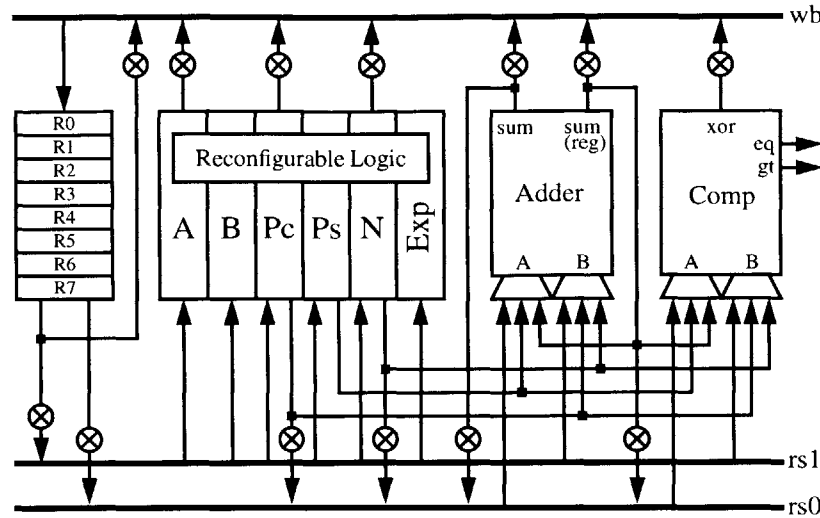 wb
R0
R1
R2
R3
R4
R5
R6
R7
Reconfigurable Logic
A B Pc Ps N Exp
sum sum (reg)
Adder
A B
xor
eq
gt
Comp
A B
rs1
rs0